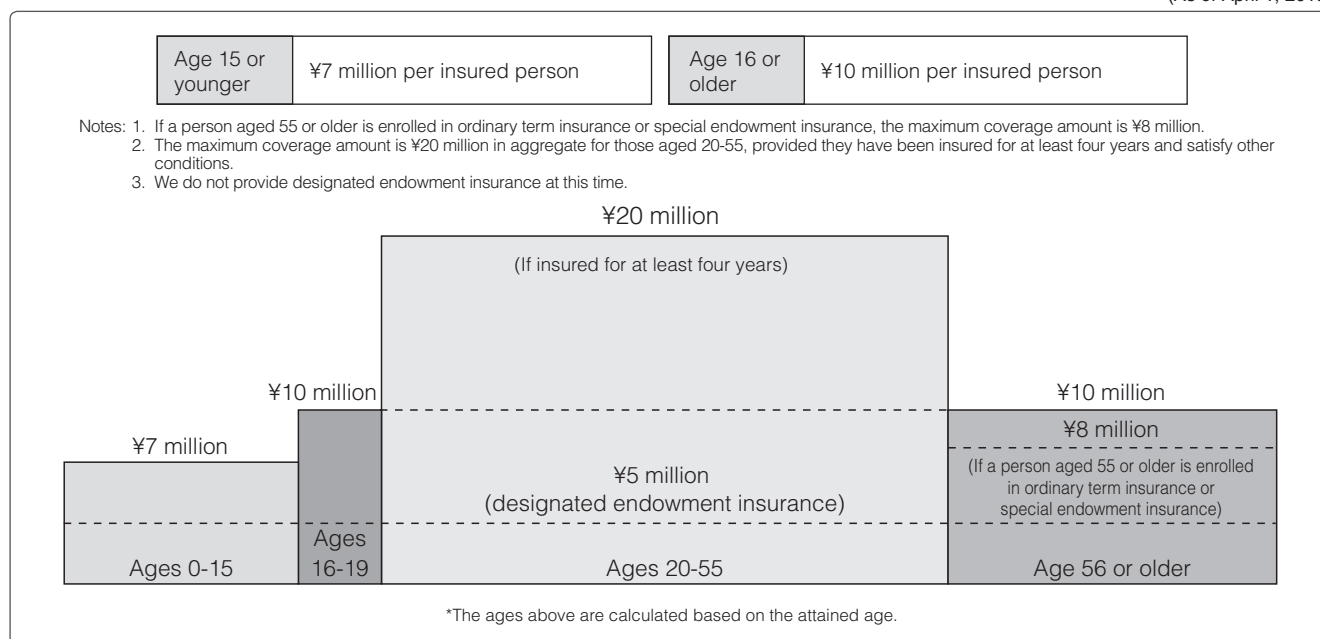 Age 15 or
younger
¥7 million per insured person
Age 16 or
older
¥10 million per insured person
Notes: 1. If a person aged 55 or older is enrolled in ordinary term insurance or special endowment insurance, the maximum coverage amount is ¥8 million.
2. The maximum coverage amount is ¥20 million in aggregate for those aged 20-55, provided they have been insured for at least four years and satisfy other
conditions.
3. We do not provide designated endowment insurance at this time.
¥20 million
(If insured for at least four years)
¥10 million
¥10 million
¥7 million
¥8 million
¥5 million
(designated endowment insurance)
(If a person aged 55 or older is enrolled
in ordinary term insurance or
special endowment insurance)
Ages 0-15
Ages
16-19
Ages 20-55
Age 56 or older
*The ages above are calculated based on the attained age.